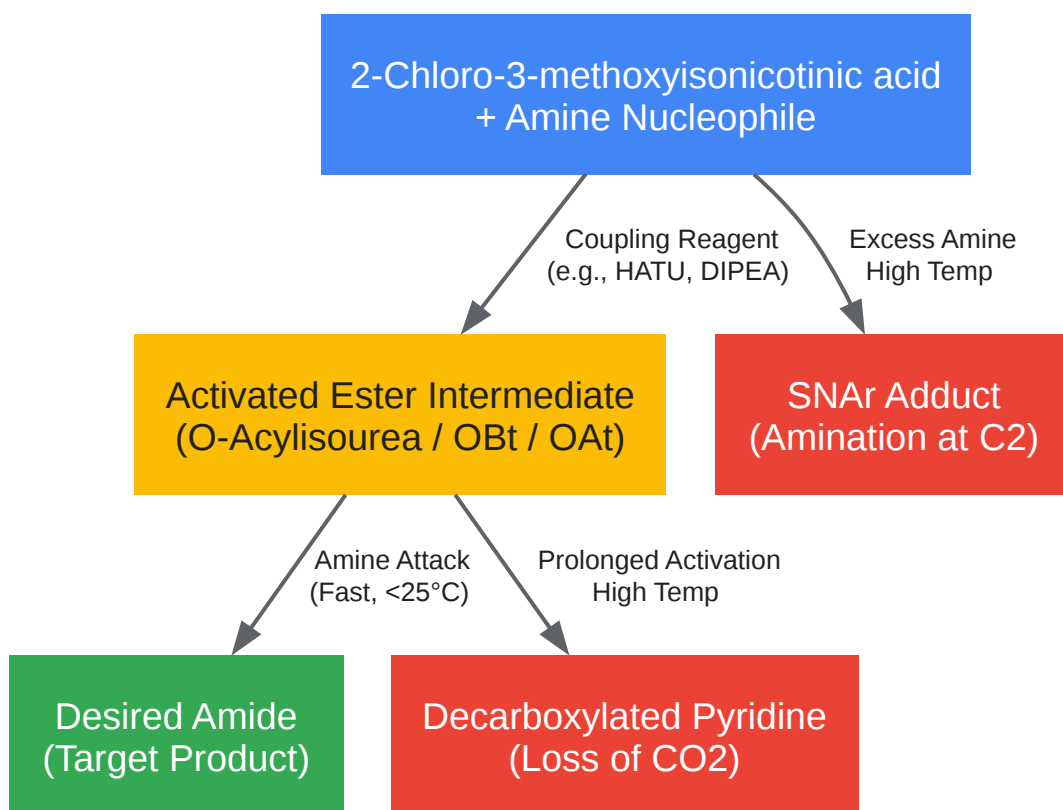 2-Chloro-3-methoxyisonicotinic acid
+ Amine Nucleophile
Coupling Reagent
(e.g., HATU, DIPEA)
Excess Amine
High Temp
Activated Ester Intermediate
(O-Acylisourea / OBt / OAt)
SNAr Adduct
(Amination at C2)
Amine Attack
(Fast, <25°C)
Prolonged Activation
High Temp
Desired Amide
(Target Product)
Decarboxylated Pyridine
(Loss of CO2)